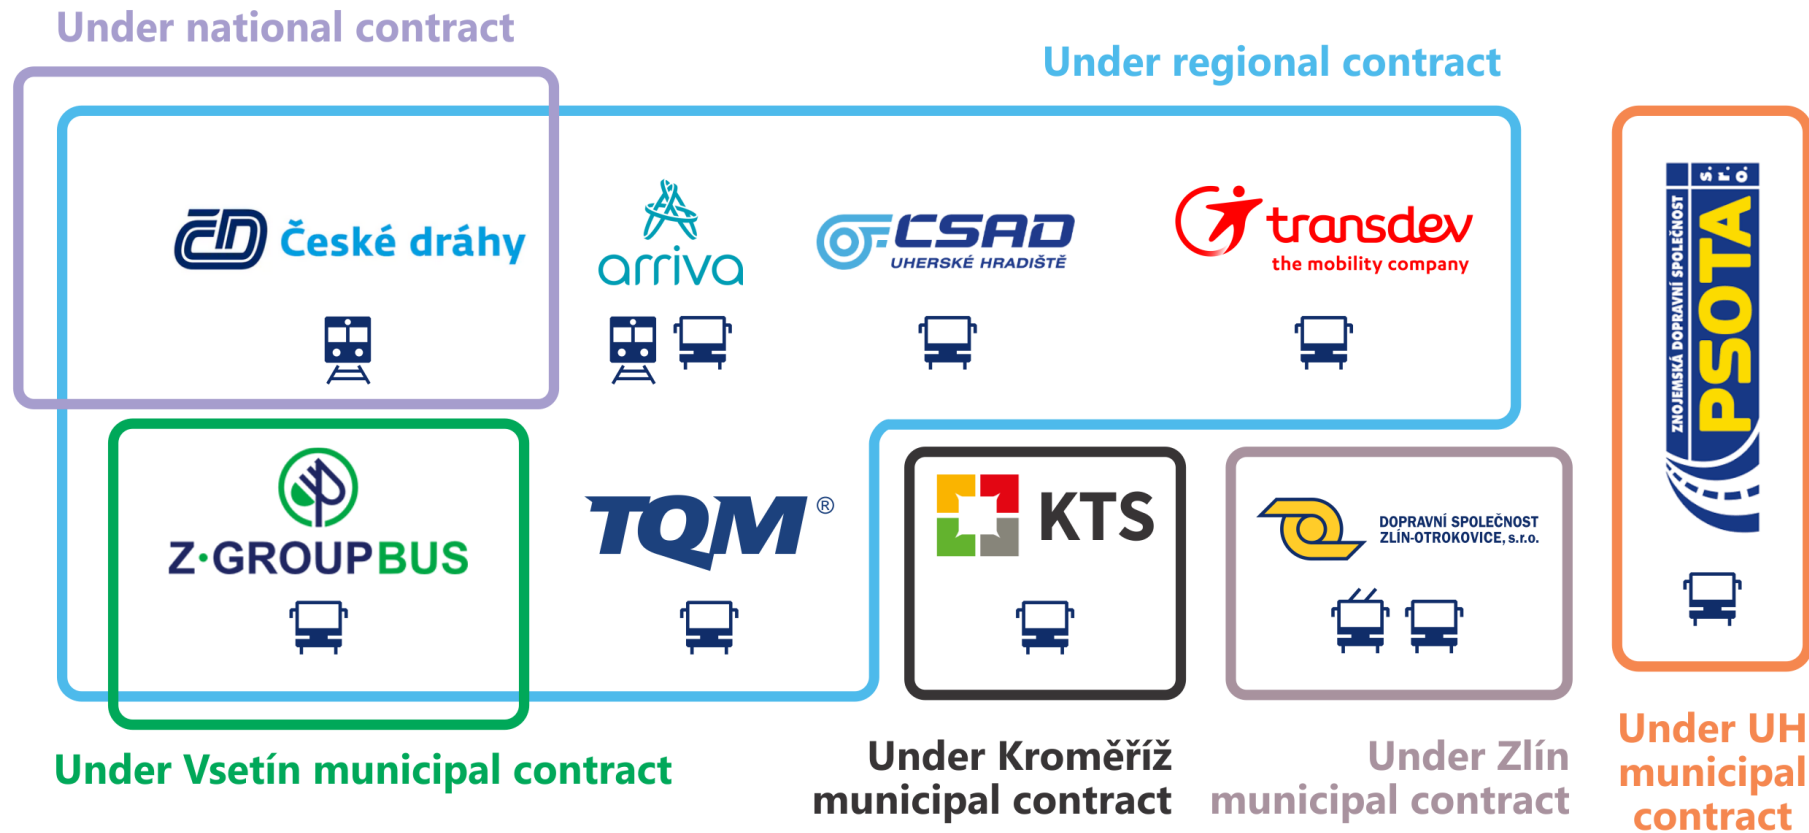 Under national contract
Under regional contract
ČD České dráhy
arriva
ČSAD
UHERSKÉ HRADIŠTĚ
transdev
the mobility company
ZNOJEMSKÁ DOPRAVNÍ SPOLEČNOST
PSOTA
s.r.o.
Z·GROUPBUS
TQM®
KTS
DOPRAVNÍ SPOLEČNOST
ZLÍN-OTROKOVICE, s.r.o.
Under Vsetín municipal contract
Under Kroměříž
municipal contract
Under Zlín
municipal contract
Under UH
municipal
contract